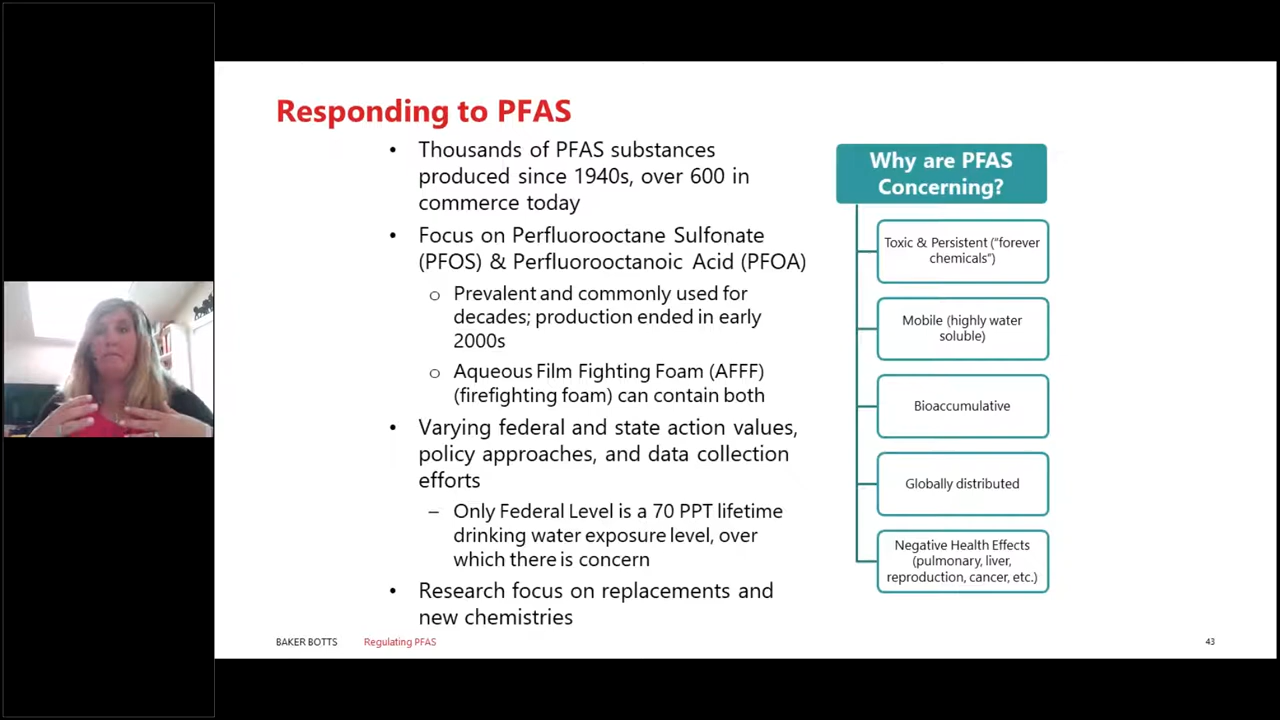 Responding to PFAS
• Thousands of PFAS substances
produced since 1940s, over 600 in
commerce today
• Focus on Perfluorooctane Sulfonate
(PFOS) & Perfluorooctanoic Acid (PFOA)
o Prevalent and commonly used for
decades; production ended in early
2000s
o Aqueous Film Fighting Foam (AFFF)
(firefighting foam) can contain both
• Varying federal and state action values,
policy approaches, and data collection
efforts
– Only Federal Level is a 70 PPT lifetime
drinking water exposure level, over
which there is concern
• Research focus on replacements and
new chemistries
Why are PFAS
Concerning?
Toxic & Persistent ("forever
chemicals")
Mobile (highly water
soluble)
Bioaccumulative
Globally distributed
Negative Health Effects
(pulmonary, liver,
reproduction, cancer, etc.)
BAKER BOTTS Regulating PFAS 43